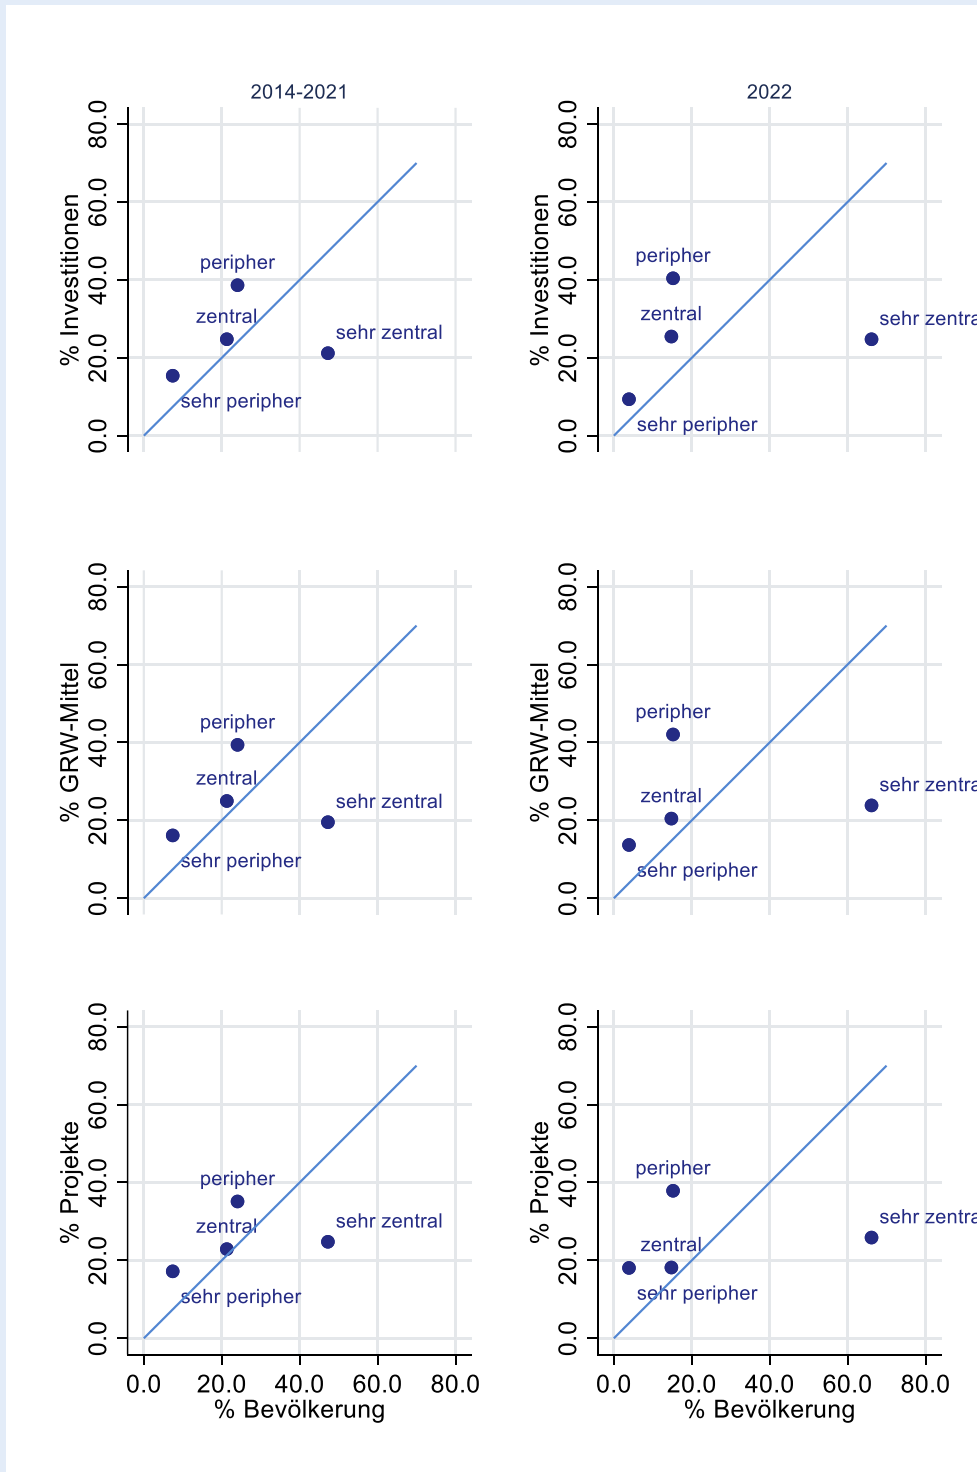 2014-2021
2022
% Investitionen
80.0
60.0
40.0
20.0
0.0
peripher
zentral
sehr zentral
sehr peripher
% Investitionen
80.0
60.0
40.0
20.0
0.0
peripher
zentral
sehr zentra
sehr peripher
% GRW-Mittel
80.0
60.0
40.0
20.0
0.0
peripher
zentral
sehr zentral
sehr peripher
% GRW-Mittel
80.0
60.0
40.0
20.0
0.0
peripher
sehr zentra
zentral
sehr peripher
% Projekte
80.0
60.0
40.0
20.0
0.0
peripher
zentral
sehr zentral
sehr peripher
0.0 20.0 40.0 60.0 80.0
% Bevölkerung
% Projekte
80.0
60.0
40.0
20.0
0.0
peripher
sehr zentra
zentral
sehr peripher
0.0 20.0 40.0 60.0 80.0
% Bevölkerung